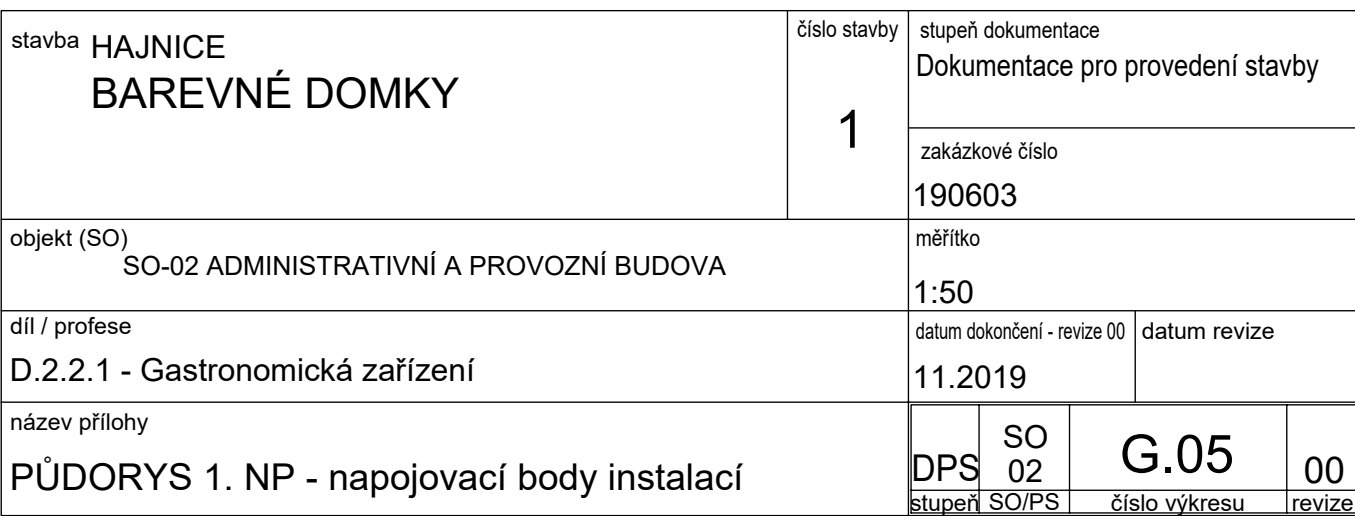 stavba HAJNICE
BAREVNÉ DOMKY
číslo stavby
1
stupeň dokumentace
Dokumentace pro provedení stavby
zakázkové číslo
190603
objekt (SO)
SO-02 ADMINISTRATIVNÍ A PROVOZNÍ BUDOVA
měřítko
1:50
díl / profese
D.2.2.1 - Gastronomická zařízení
datum dokončení - revize 00
11.2019
datum revize
název přílohy
PŮDORYS 1. NP - napojovací body instalací
DPS
stupeň
SO
02
SO/PS
G.05
číslo výkresu
00
revize